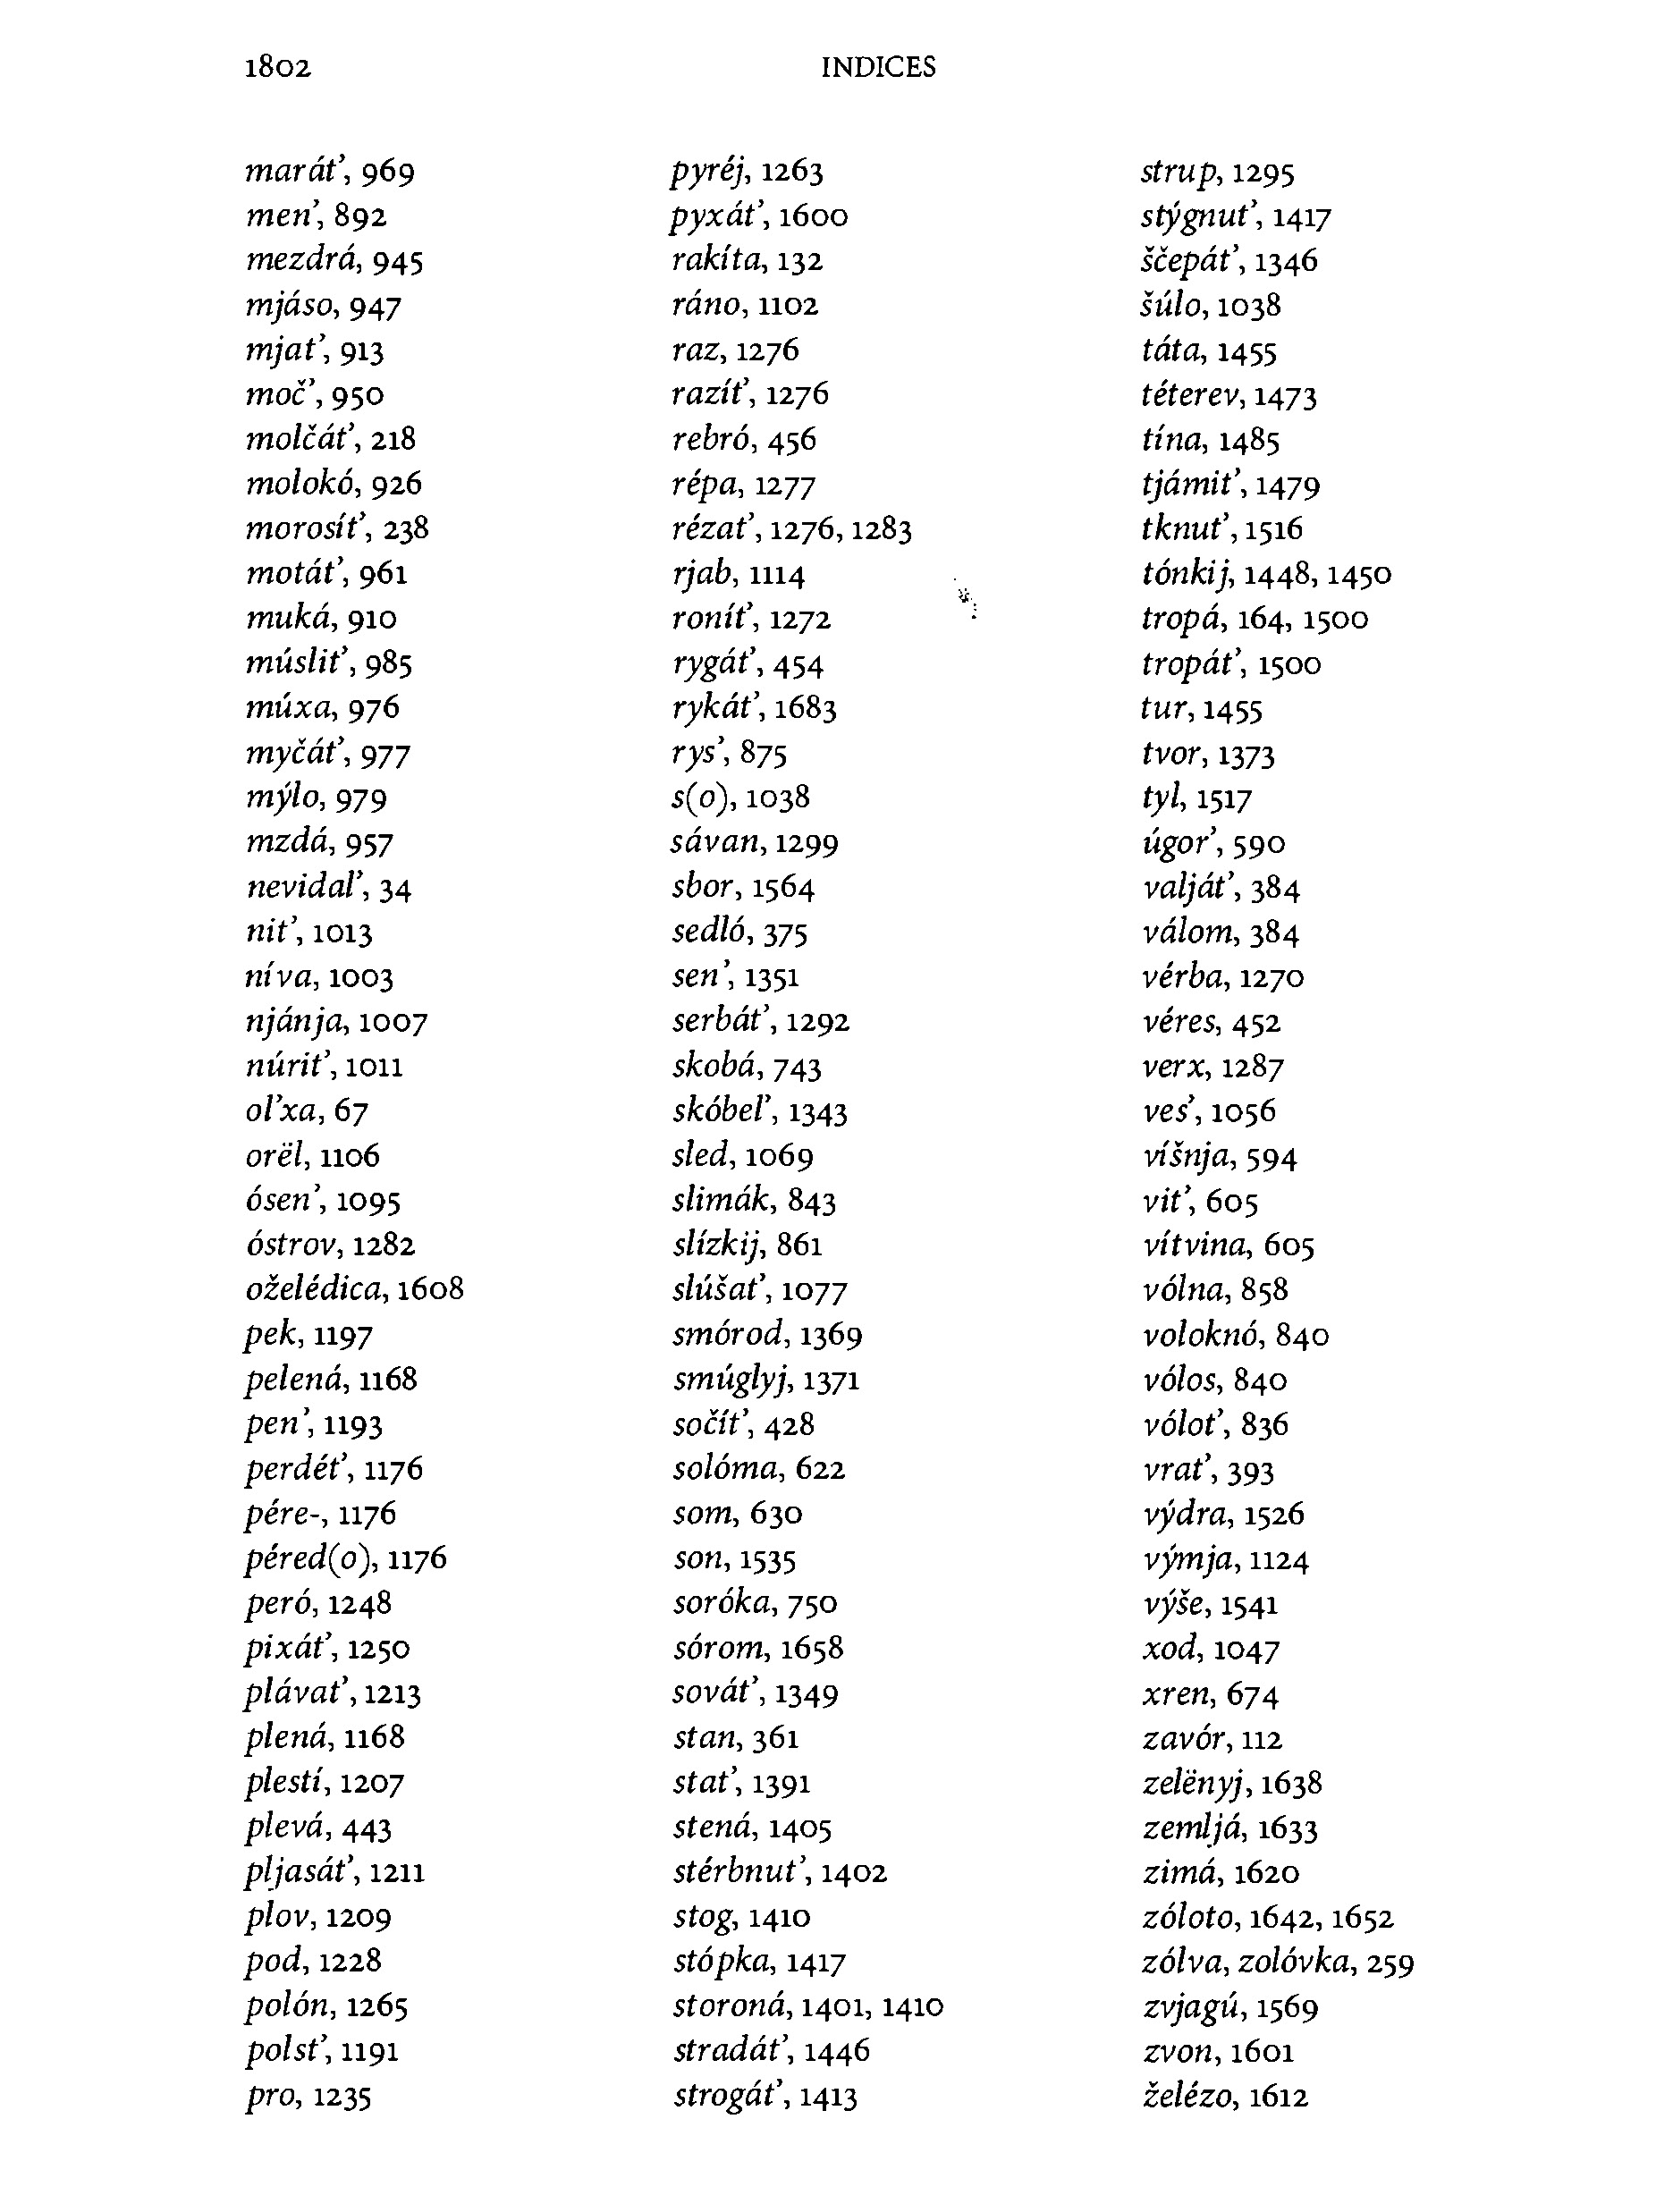 1802
INDICES
marát’, 969
men’, 892
mezdrá, 945
mjáso, 947
mjat’, 913
moč’, 950
molčát’, 218
molokó, 926
morosít’, 238
motát’, 961
muká, 910
múslit’, 985
múxa, 976
myčát’, 977
mýlo, 979
mzdá, 957
nevidal’, 34
nit’, 1013
níva, 1003
njánja, 1007
núrit’, 1011
ol’xa, 67
orël, 1106
ósen’, 1095
óstrov, 1282
oželédica, 1608
pek, 1197
pelená, 1168
pen’, 1193
perdét’, 1176
pére-, 1176
péred(o), 1176
peró, 1248
pixát’, 1250
plávat’, 1213
plená, 1168
plestí, 1207
plevá, 443
pljasát’, 1211
plov, 1209
pod, 1228
polón, 1265
polst’, 1191
pro, 1235
pyréj, 1263
pyxát’, 1600
rakíta, 132
ráno, 1102
raz, 1276
razít’, 1276
rebró, 456
répa, 1277
rézat’, 1276, 1283
rjab, 1114
ronít’, 1272
rygát’, 454
rykát’, 1683
rys’, 875
s(o), 1038
sávan, 1299
sbor, 1564
sedló, 375
sen’, 1351
serbát’, 1292
skobá, 743
skóbel’, 1343
sled, 1069
slimák, 843
slízkij, 861
slúšat’, 1077
smórod, 1369
smúglyj, 1371
sočít’, 428
solóma, 622
som, 630
son, 1535
soróka, 750
sórom, 1658
sovát’, 1349
stan, 361
stat’, 1391
stená, 1405
stérbnut’, 1402
stog, 1410
stópka, 1417
storoná, 1401, 1410
stradát’, 1446
strogát’, 1413
strup, 1295
stýgnut’, 1417
ščepát’, 1346
šúlo, 1038
táta, 1455
téterev, 1473
tína, 1485
tjámit’, 1479
tknut’, 1516
tónkij, 1448, 1450
tropá, 164, 1500
tropát’, 1500
tur, 1455
tvor, 1373
tyl, 1517
úgor’, 590
valját’, 384
válom, 384
vérba, 1270
véres, 452
verx, 1287
ves’, 1056
víšnja, 594
vit’, 605
vítvina, 605
vólna, 858
voloknó, 840
vólos, 840
vólot’, 836
vrat’, 393
výdra, 1526
výmja, 1124
výše, 1541
xod, 1047
xren, 674
zavór, 112
zelënyj, 1638
zemljá, 1633
zimá, 1620
zóloto, 1642, 1652
zólva, zolóvka, 259
zvjagú, 1569
zvon, 1601
želézo, 1612